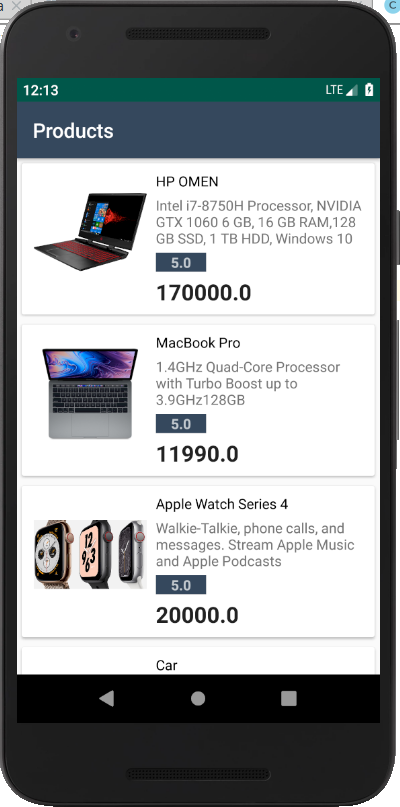 12:13 LTE
Products
HP OMEN
Intel i7-8750H Processor, NVIDIA
GTX 1060 6 GB, 16 GB RAM,128
GB SSD, 1 TB HDD, Windows 10
5.0
170000.0
MacBook Pro
1.4GHz Quad-Core Processor
with Turbo Boost up to
3.9GHz128GB
5.0
11990.0
Apple Watch Series 4
Walkie-Talkie, phone calls, and
messages. Stream Apple Music
and Apple Podcasts
5.0
20000.0
Car